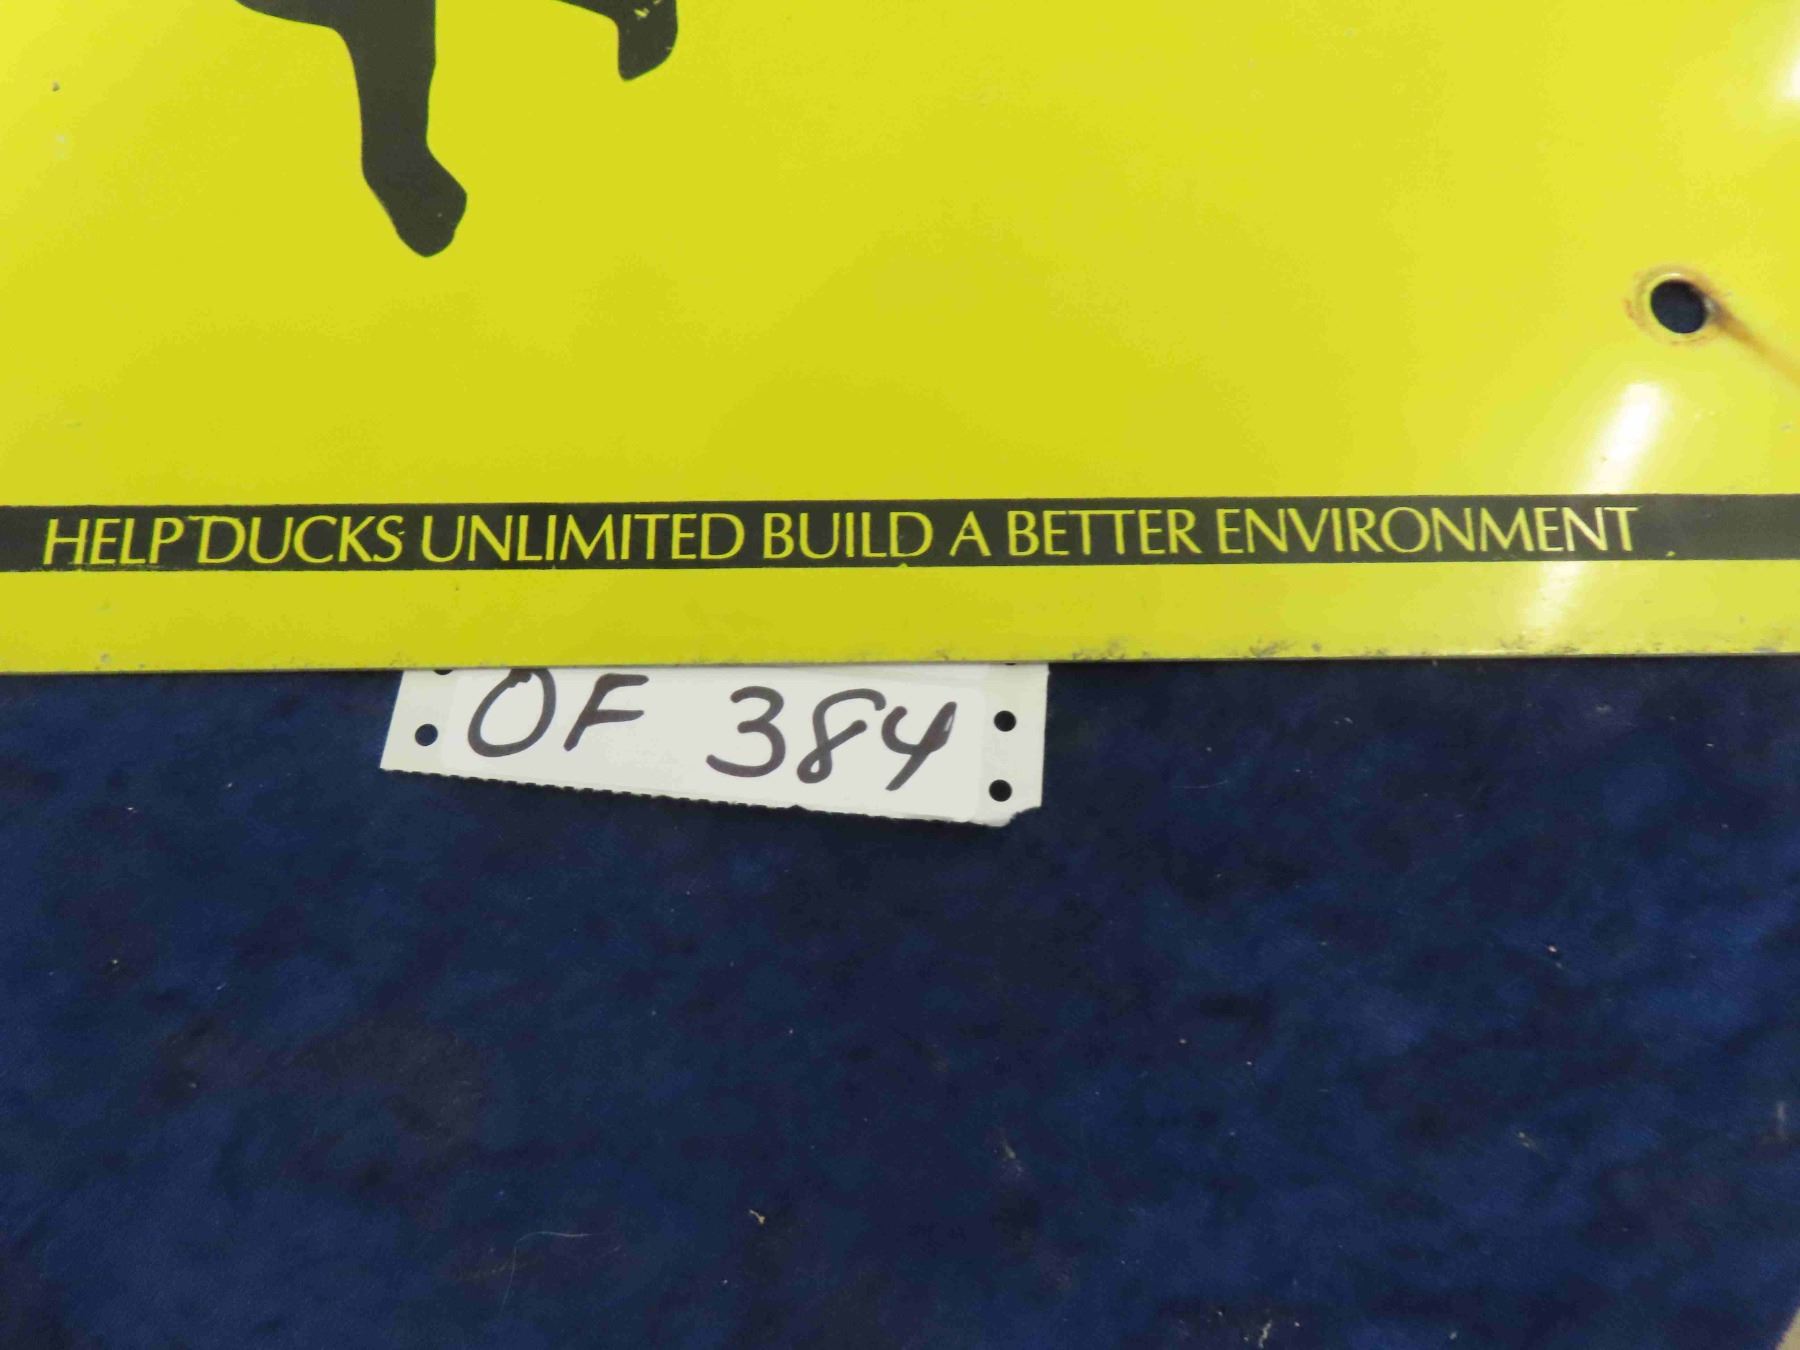 HELP DUCKS UNLIMITED BUILD A BETTER ENVIRONMENT
OF 384